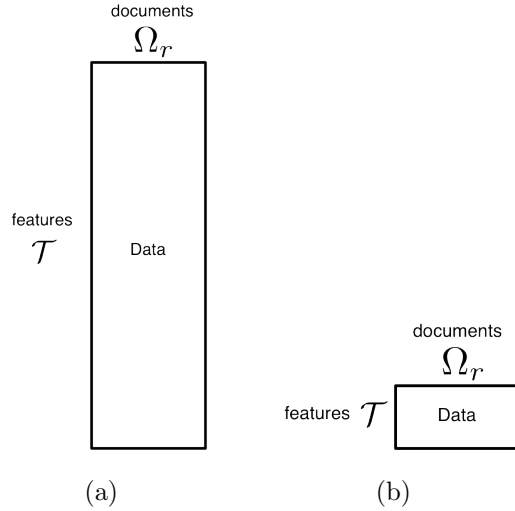 documents
Ω_r
features
𝒯
Data
(a)
documents
Ω_r
features 𝒯
Data
(b)